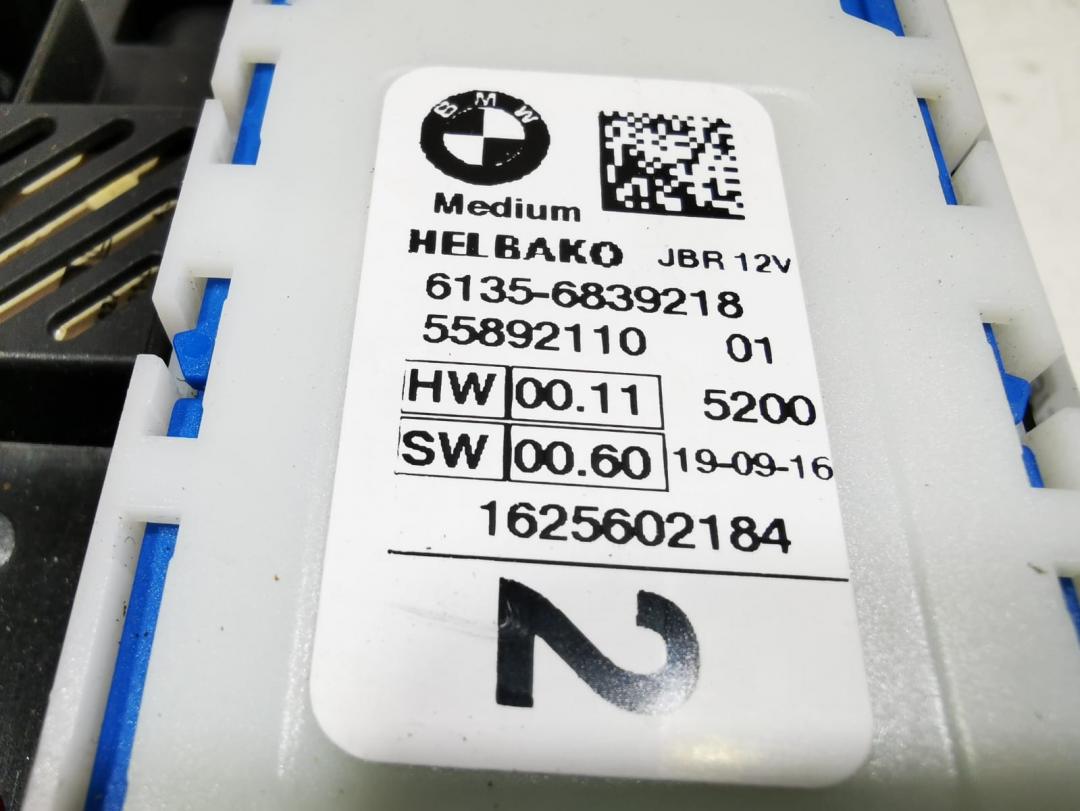 BMW
Medium
HELBAKO JBR 12V
6135-6839218
55892110 01
HW 00.11 5200
SW 00.60 19-09-16
1625602184
2